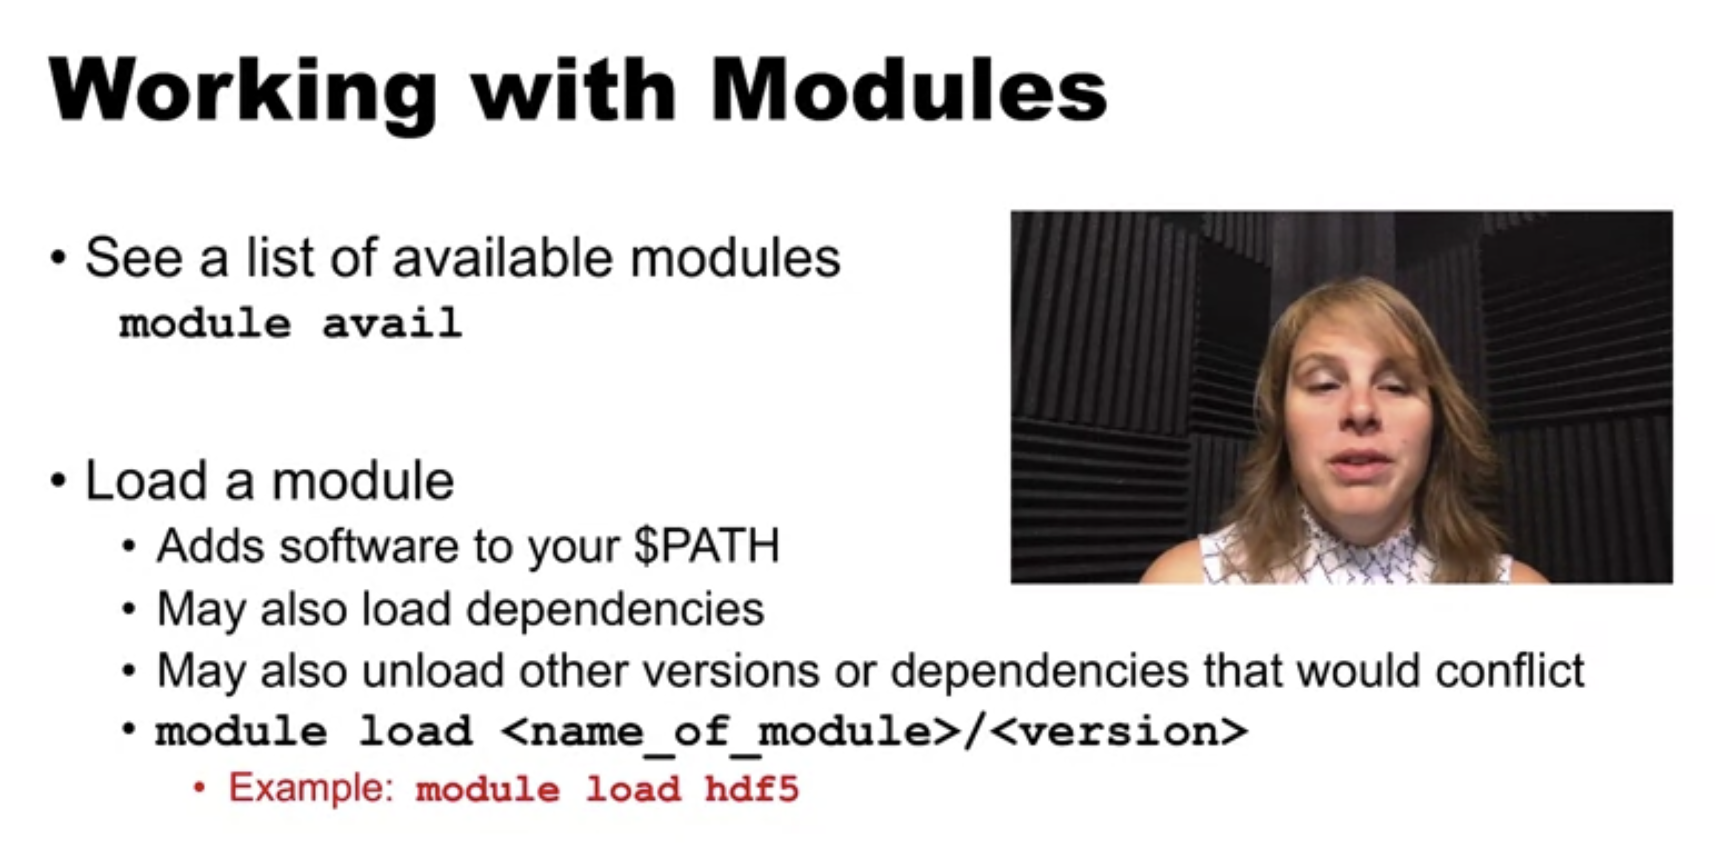 Working with Modules
• See a list of available modules
module avail
• Load a module
• Adds software to your $PATH
• May also load dependencies
• May also unload other versions or dependencies that would conflict
• module load <name_of_module>/<version>
• Example: module load hdf5